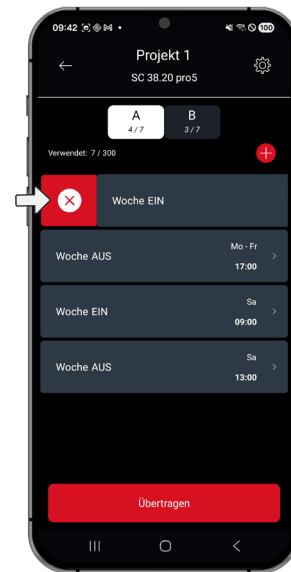 09:42
100
Projekt 1
SC 38.20 pro5
A
4 / 7
B
3 / 7
Verwendet: 7 / 300
Woche EIN
Woche AUS
Mo - Fr
17:00
Woche EIN
Sa
09:00
Woche AUS
Sa
13:00
Übertragen